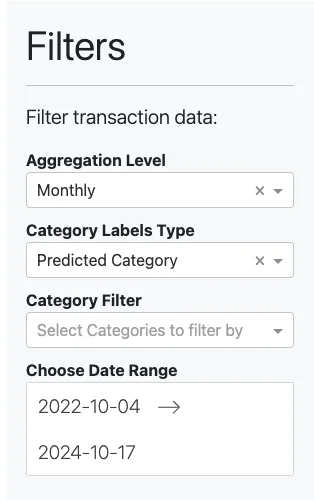 Filters
Filter transaction data:
Aggregation Level
Monthly
Category Labels Type
Predicted Category
Category Filter
Select Categories to filter by
Choose Date Range
2022-10-04 →
2024-10-17